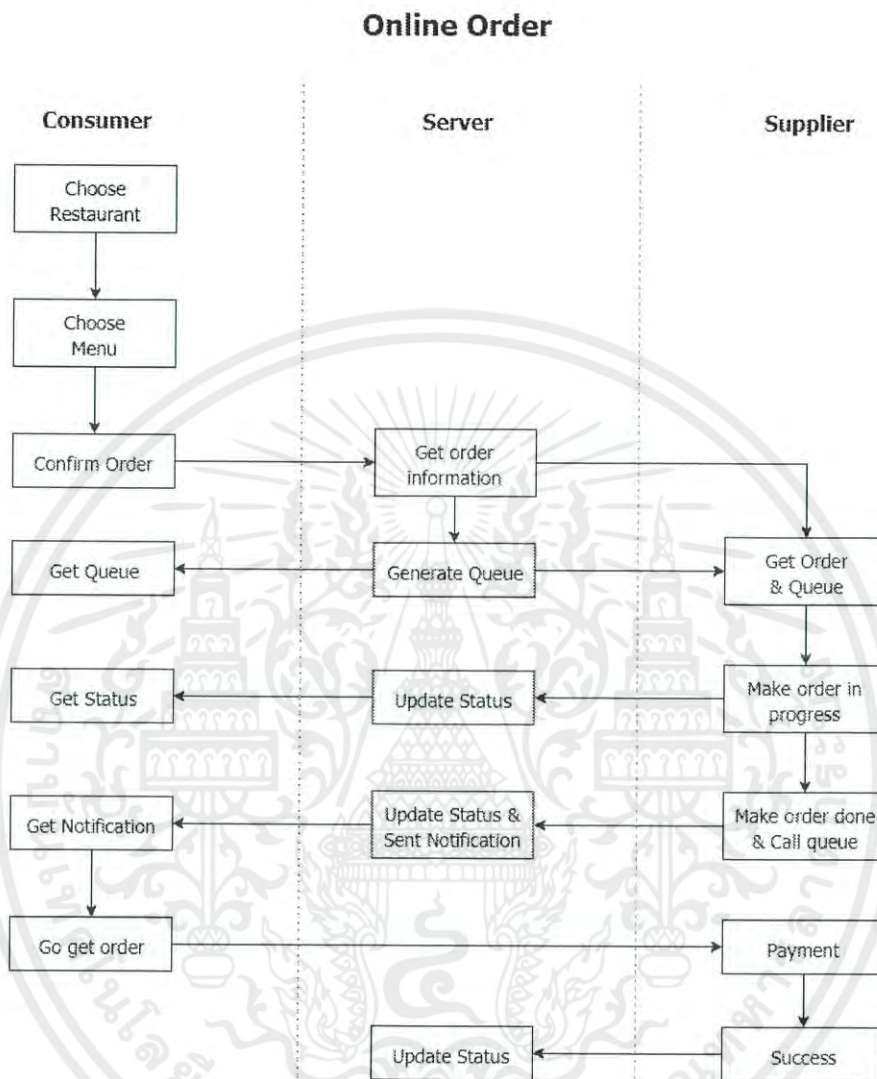 Online Order
Consumer
Server
Supplier
Choose
Restaurant
Choose
Menu
Confirm Order
Get order
information
Get Queue
Generate Queue
Get Order
& Queue
Get Status
Update Status
Make order in
progress
Get Notification
Update Status &
Sent Notification
Make order done
& Call queue
Go get order
Payment
Update Status
Success